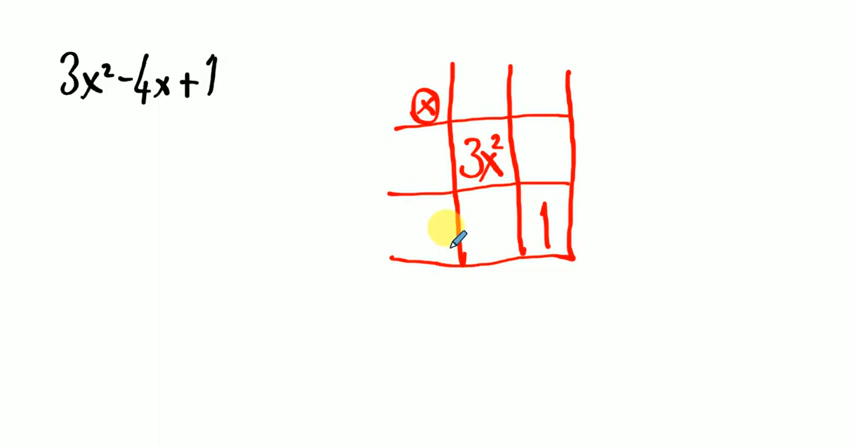 3x² - 4x + 1
x
3x²
1